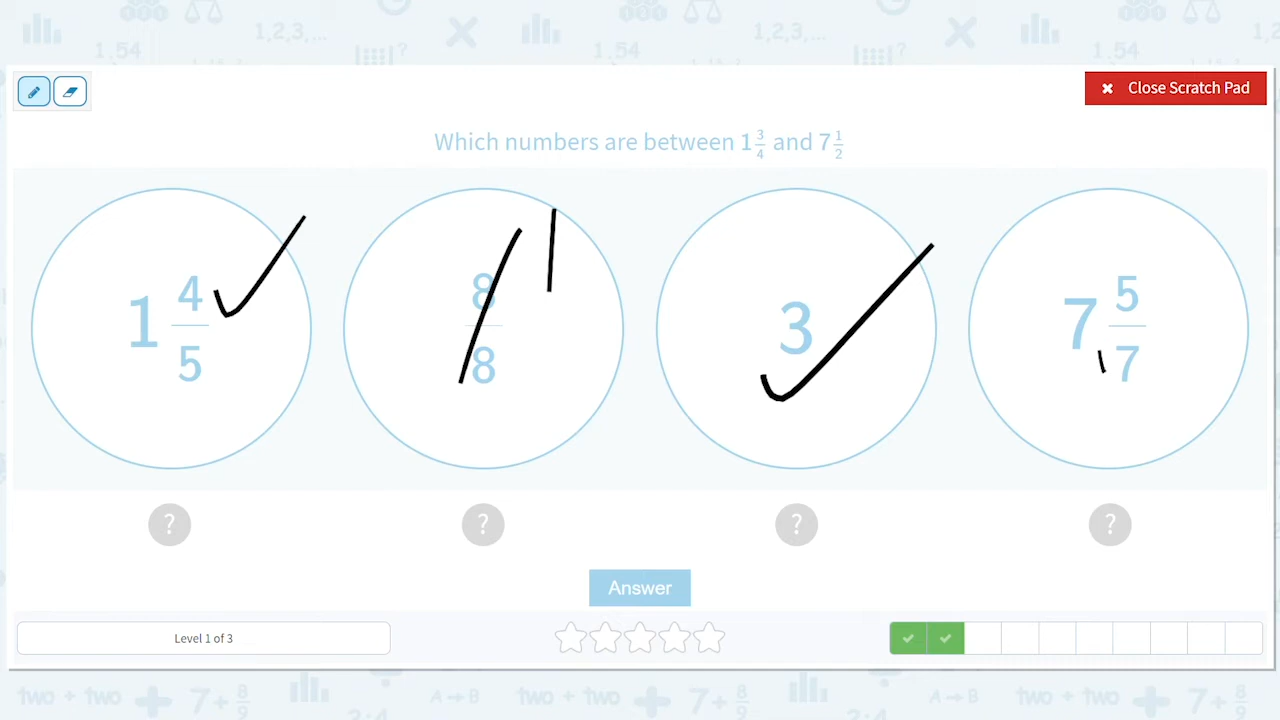 Close Scratch Pad
Which numbers are between 1 3/4 and 7 1/2
1 4/5
8/8
1
3
7 5/7
? ? ? ?
Answer
Level 1 of 3